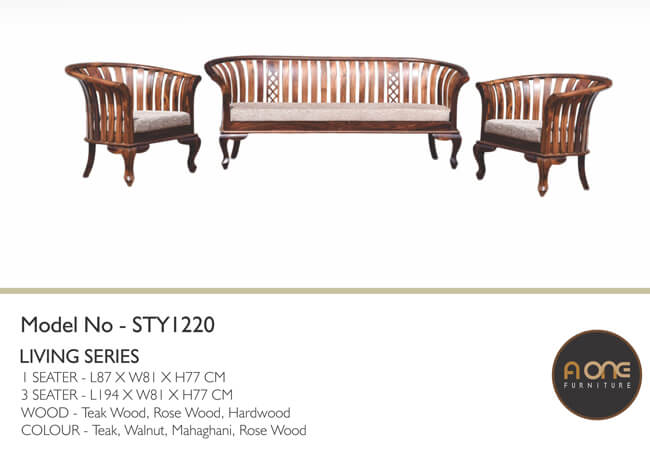 Model No - STY1220
LIVING SERIES
1 SEATER - L87 X W81 X H77 CM
3 SEATER - L194 X W81 X H77 CM
WOOD - Teak Wood, Rose Wood, Hardwood
COLOUR - Teak, Walnut, Mahaghani, Rose Wood
A ONE
FURNITURE